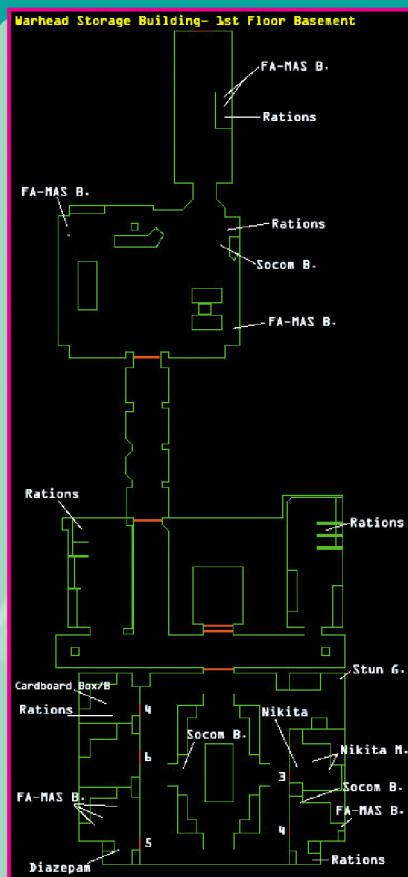 Warhead Storage Building- 1st Floor Basement
FA-MAS B.
Rations
FA-MAS B.
Rations
Socom B.
FA-MAS B.
Rations
Rations
Stun G.
Cardboard Box/B
Rations
4
Nikita
Socom B.
6
Nikita M.
3
Socom B.
FA-MAS B.
FA-MAS B.
4
5
Diazepam
Rations